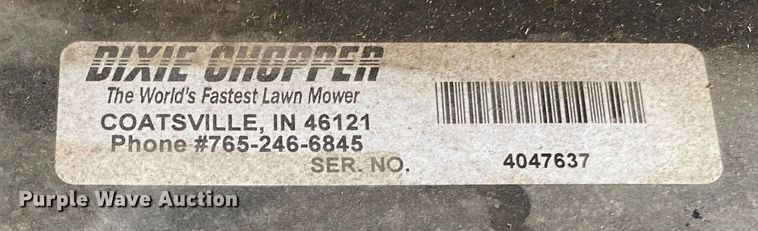 DIXIE CHOPPER
The World's Fastest Lawn Mower
COATSVILLE, IN 46121
Phone #765-246-6845
SER. NO. 4047637
Purple Wave Auction